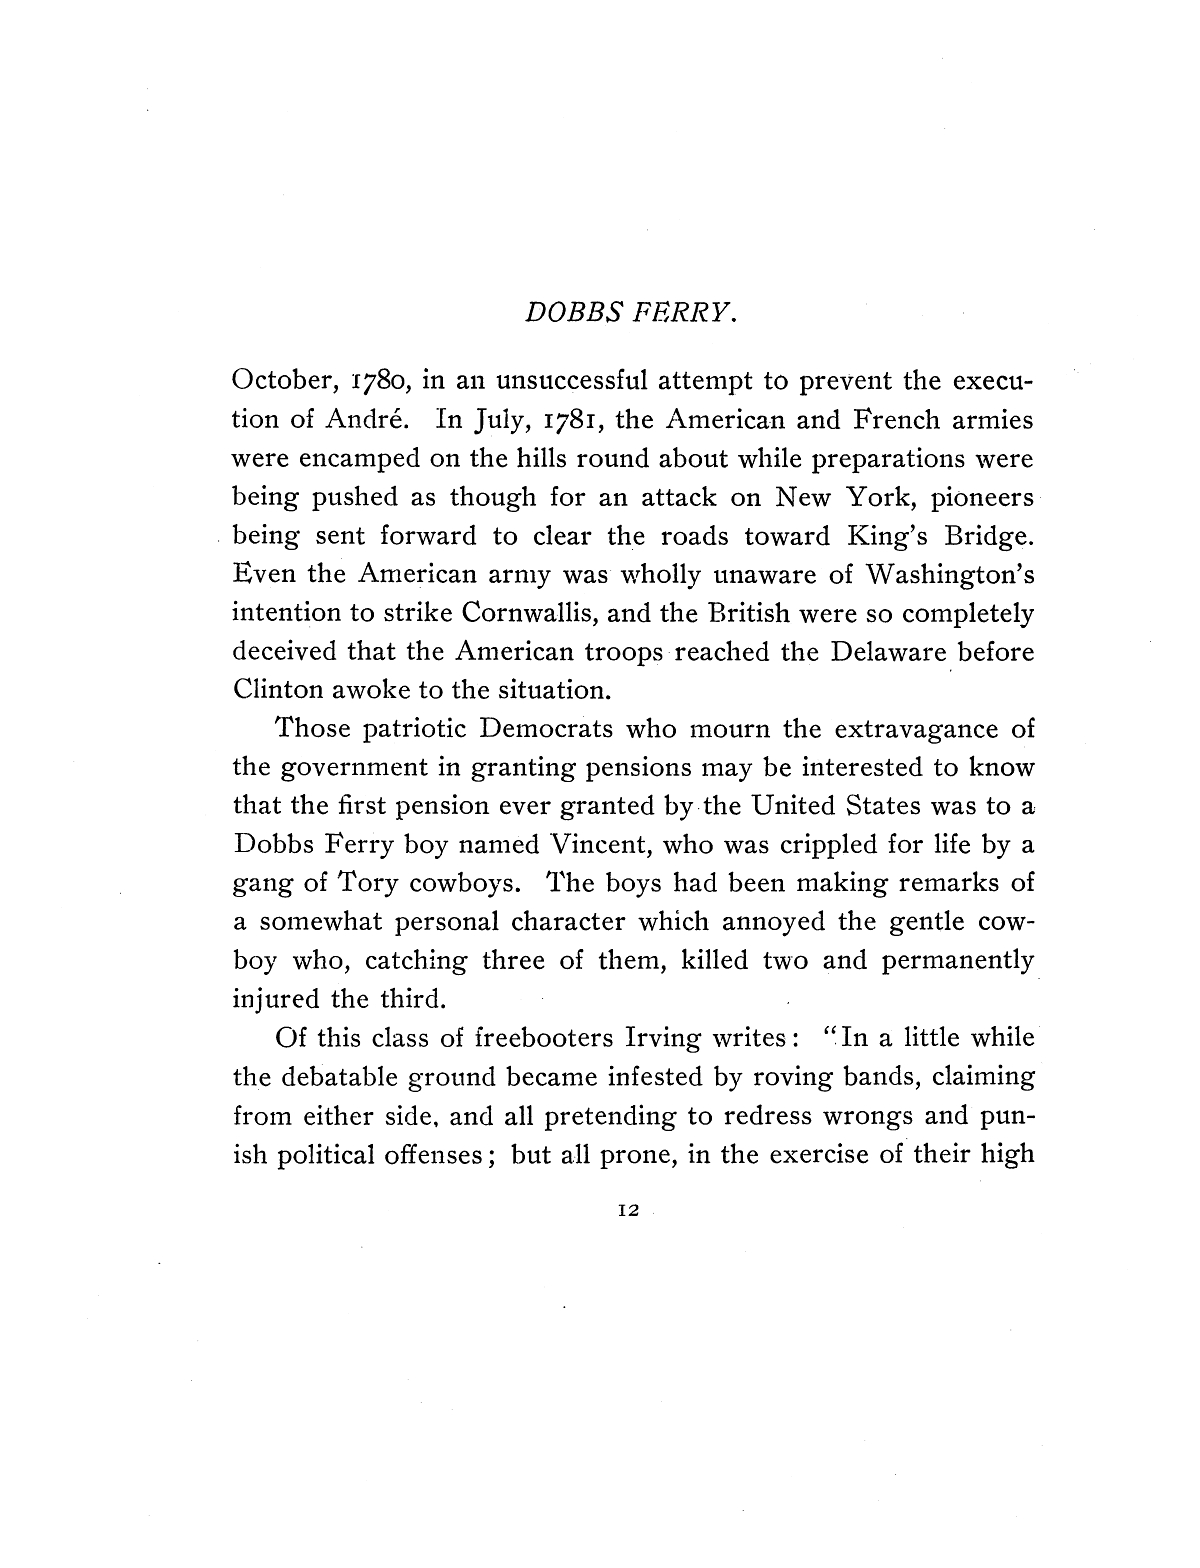 DOBBS FERRY.
October, 1780, in an unsuccessful attempt to prevent the execu-
tion of André. In July, 1781, the American and French armies
were encamped on the hills round about while preparations were
being pushed as though for an attack on New York, pioneers
being sent forward to clear the roads toward King's Bridge.
Even the American army was wholly unaware of Washington's
intention to strike Cornwallis, and the British were so completely
deceived that the American troops reached the Delaware before
Clinton awoke to the situation.
Those patriotic Democrats who mourn the extravagance of
the government in granting pensions may be interested to know
that the first pension ever granted by the United States was to a
Dobbs Ferry boy named Vincent, who was crippled for life by a
gang of Tory cowboys. The boys had been making remarks of
a somewhat personal character which annoyed the gentle cow-
boy who, catching three of them, killed two and permanently
injured the third.
Of this class of freebooters Irving writes: "In a little while
the debatable ground became infested by roving bands, claiming
from either side, and all pretending to redress wrongs and pun-
ish political offenses; but all prone, in the exercise of their high
12